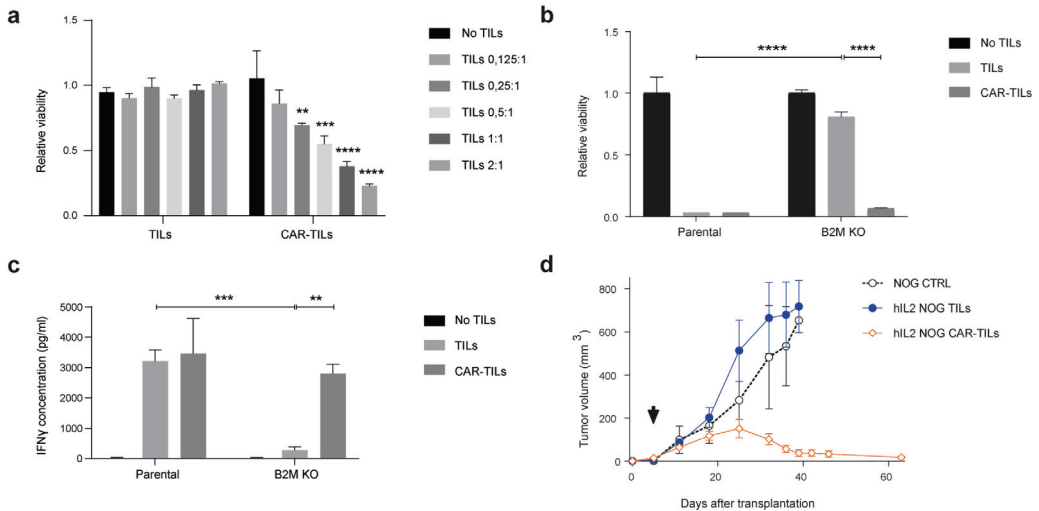 a
1.5
1.0
0.5
0.0
Relative viability
**
***
****
****
TILs
CAR-TILs
No TILs
TILs 0,125:1
TILs 0,25:1
TILs 0,5:1
TILs 1:1
TILs 2:1
b
1.5
1.0
0.5
0.0
Relative viability
****
****
Parental
B2M KO
No TILs
TILs
CAR-TILs
c
5000
4000
3000
2000
1000
0
IFNγ concentration (pg/ml)
***
**
Parental
B2M KO
No TILs
TILs
CAR-TILs
d
800
600
400
200
0
Tumor volume (mm 3)
0
20
40
60
Days after transplantation
NOG CTRL
hIL2 NOG TILs
hIL2 NOG CAR-TILs